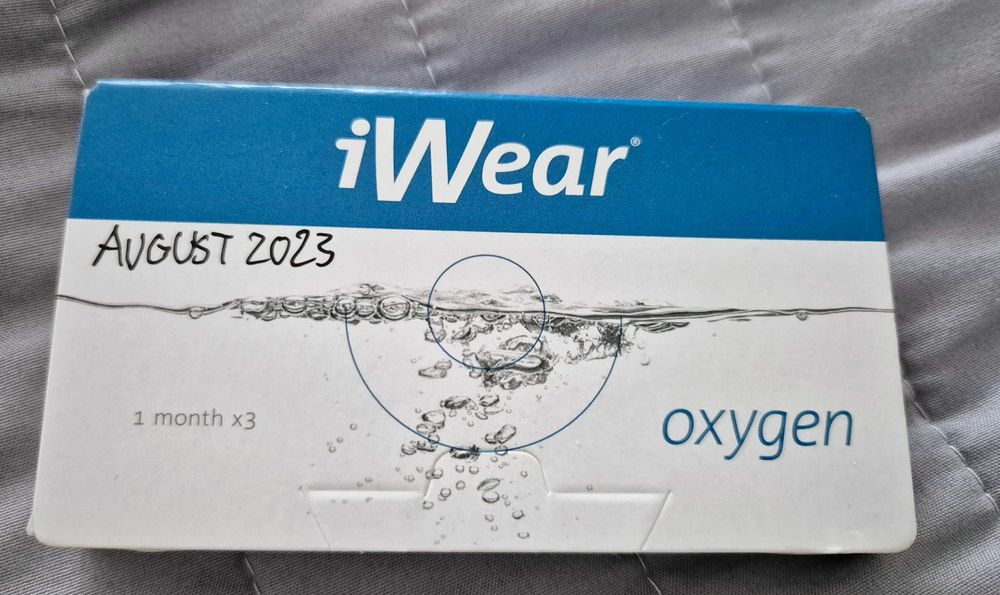 iWear®
AUGUST 2023
1 month x3
oxygen